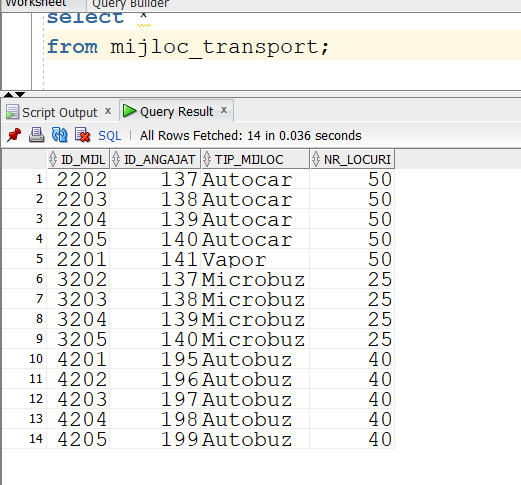 Worksheet Query Builder
select *
from mijloc_transport;
Script Output x Query Result x
SQL | All Rows Fetched: 14 in 0.036 seconds
ID_MIJL ID_ANGAJAT TIP_MIJLOC NR_LOCURI
1 2202 137 Autocar 50
2 2203 138 Autocar 50
3 2204 139 Autocar 50
4 2205 140 Autocar 50
5 2201 141 Vapor 50
6 3202 137 Microbuz 25
7 3203 138 Microbuz 25
8 3204 139 Microbuz 25
9 3205 140 Microbuz 25
10 4201 195 Autobuz 40
11 4202 196 Autobuz 40
12 4203 197 Autobuz 40
13 4204 198 Autobuz 40
14 4205 199 Autobuz 40